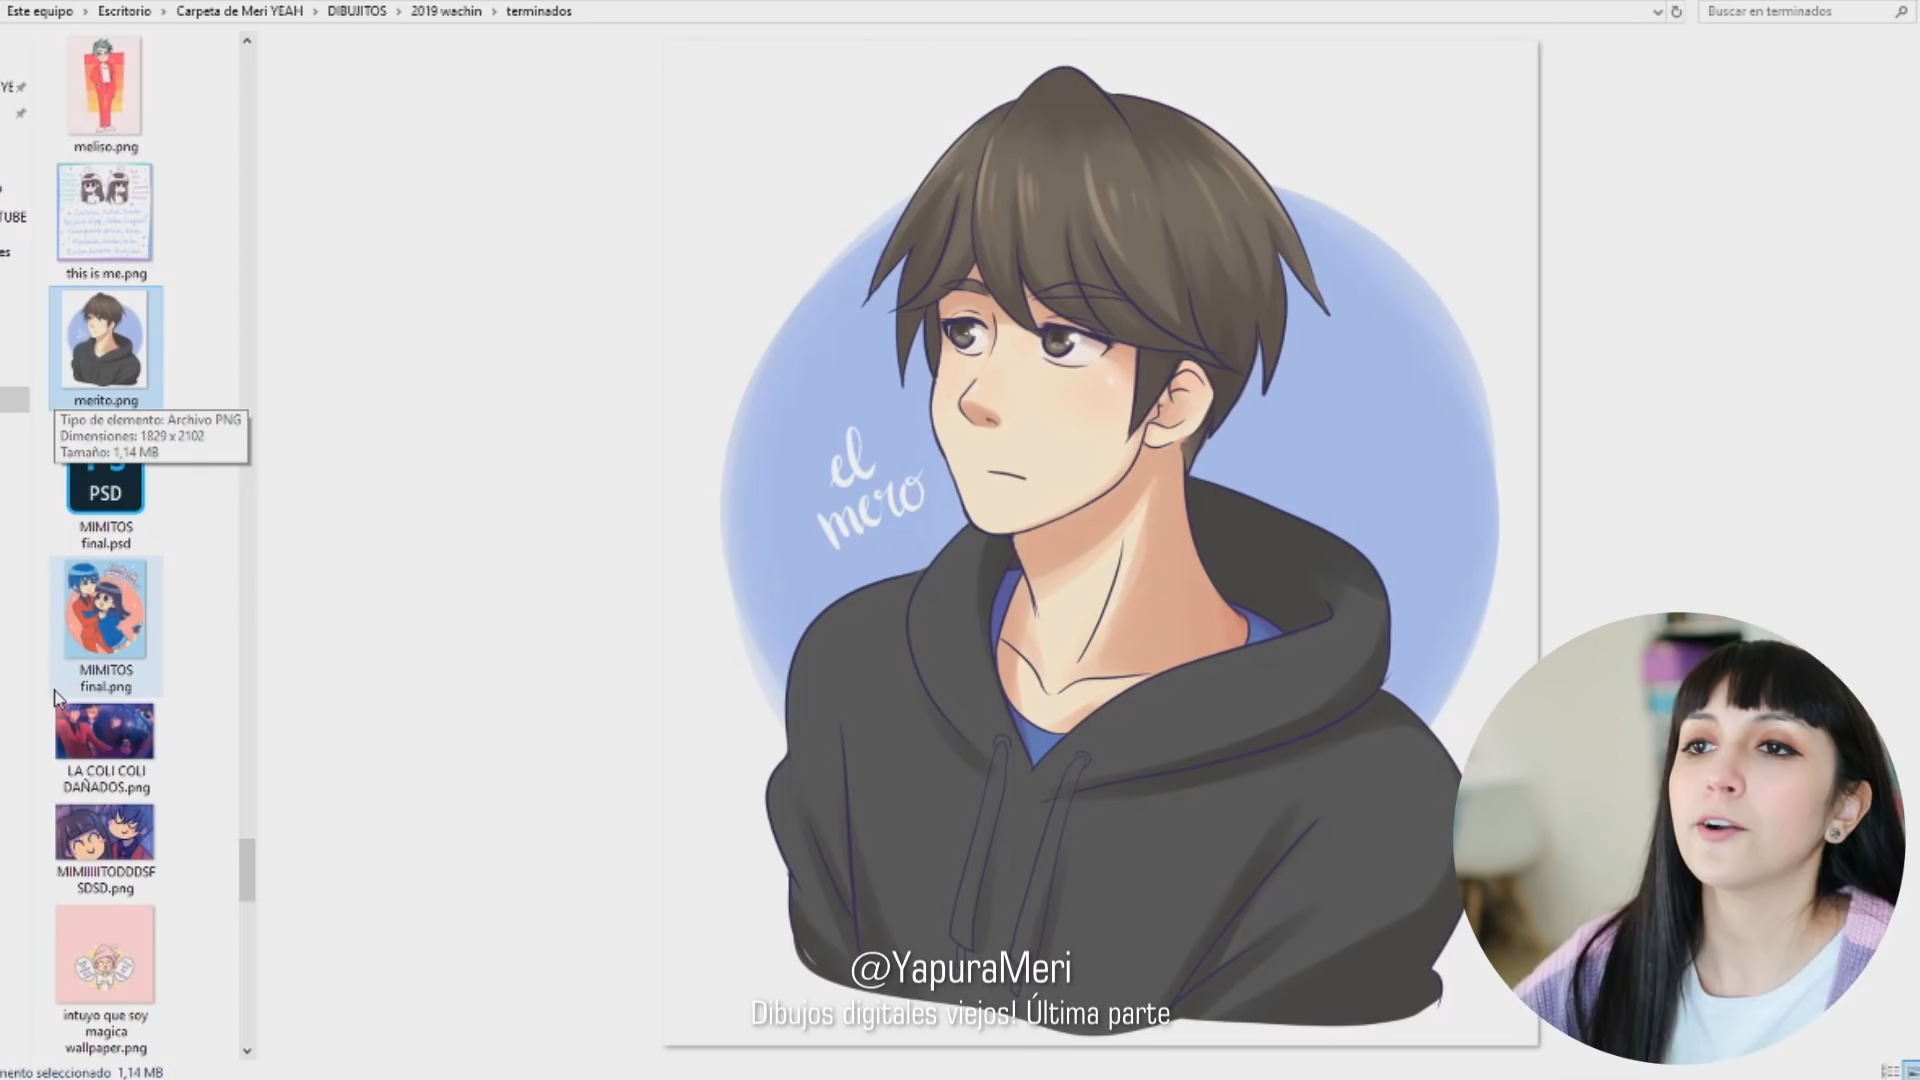 Este equipo > Escritorio > Carpeta de Meri YEAH > DIBUJITOS > 2019 wachin > terminados
Buscar en terminados
YE
TUBE
es
meliso.png
this is me.png
merito.png
Tipo de elemento: Archivo PNG
Dimensiones: 1829 x 2102
Tamaño: 1,14 MB
PSD
MIMITOS
final.psd
MIMITOS
final.png
LA COLI COLI
DAÑADOS.png
MIMIIIIITODDDSF
SDSD.png
intuyo que soy
magica
wallpaper.png
mento seleccionado 1,14 MB
el
mero
@YapuraMeri
Dibujos digitales viejos! Última parte